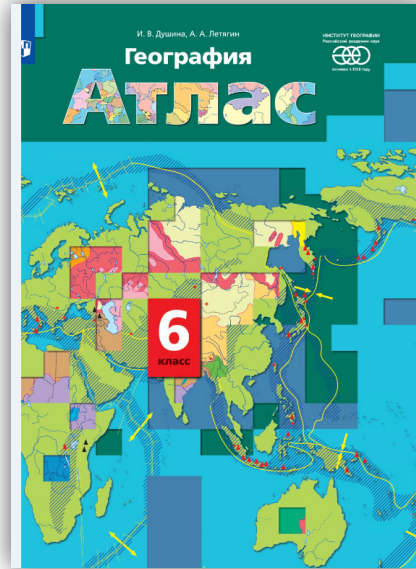 И. В. Душина, А. А. Летягин
ИНСТИТУТ ГЕОГРАФИИ
Российской академии наук
основан в 1918 году
География
Атлас
6
класс